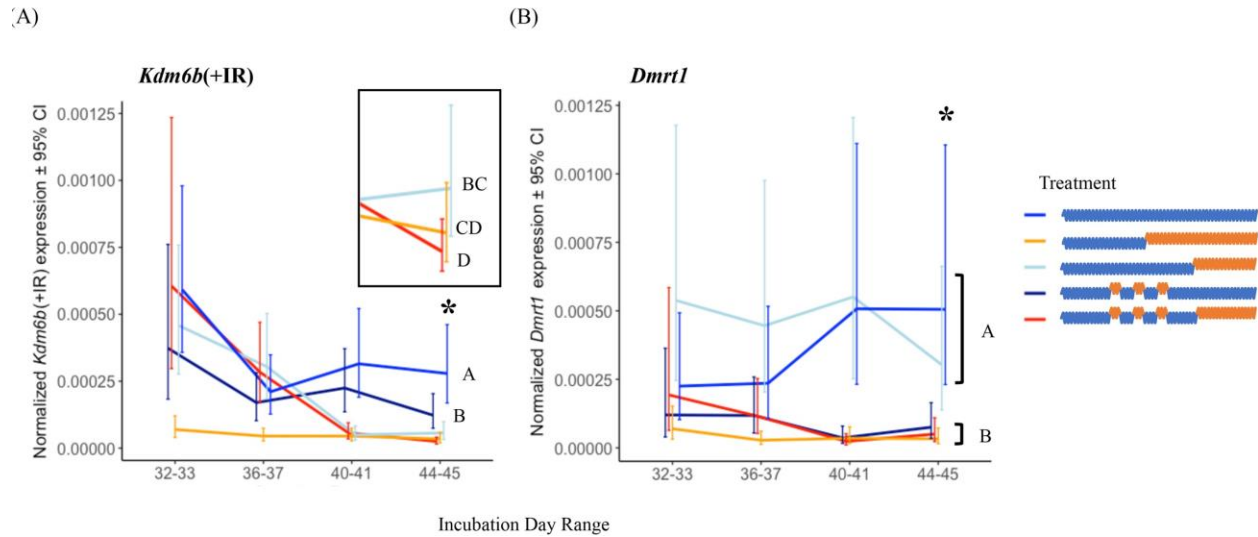 (A)
Kdm6b(+IR)
Normalized Kdm6b(+IR) expression ± 95% CI
0.00125
0.00100
0.00075
0.00050
0.00025
0.00000
BC
CD
D
*
A
B
32-33
36-37
40-41
44-45
(B)
Dmrt1
Normalized Dmrt1 expression ± 95% CI
0.00125
0.00100
0.00075
0.00050
0.00025
0.00000
*
A
B
32-33
36-37
40-41
44-45
Treatment
Incubation Day Range